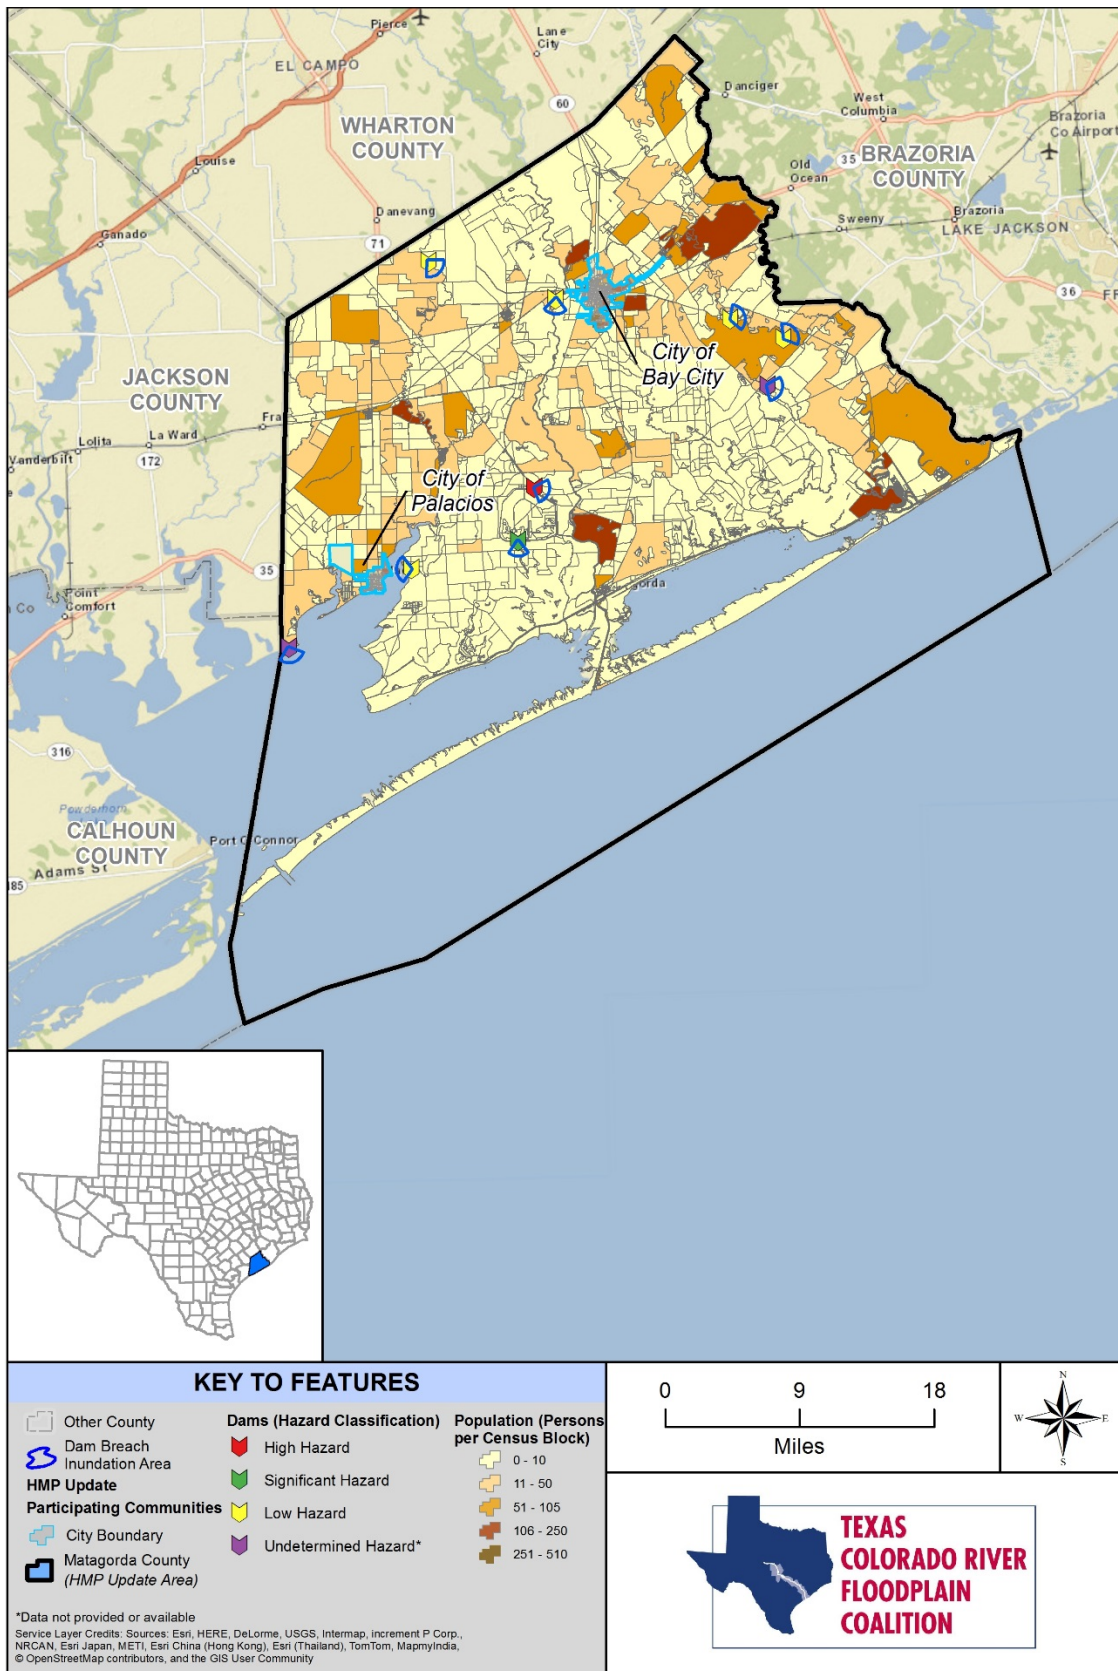 Pierce
Lane
City
EL CAMPO
60
Danciger
WHARTON
COUNTY
West
Columbia
Brazoria
Co Airport
Louise
35
BRAZORIA
COUNTY
Old
Ocean
Danevang
Sweeny
Brazoria
Ganado
71
LAKE JACKSON
36
City of
Bay City
JACKSON
COUNTY
Lolita
La Ward
Vanderbilt
172
City of
Palacios
35
Point
Comfort
316
Powderhorn
CALHOUN
COUNTY
Port O'Connor
Adams St
185
KEY TO FEATURES
Other County
Dam Breach
Inundation Area
HMP Update
Participating Communities
City Boundary
Matagorda County
(HMP Update Area)
Dams (Hazard Classification)
High Hazard
Significant Hazard
Low Hazard
Undetermined Hazard*
Population (Persons
per Census Block)
0 - 10
11 - 50
51 - 105
106 - 250
251 - 510
*Data not provided or available
Service Layer Credits: Sources: Esri, HERE, DeLorme, USGS, Intermap, increment P Corp.,
NRCAN, Esri Japan, METI, Esri China (Hong Kong), Esri (Thailand), TomTom, MapmyIndia,
© OpenStreetMap contributors, and the GIS User Community
0 9 18
Miles
N
W E
S
TEXAS
COLORADO RIVER
FLOODPLAIN
COALITION